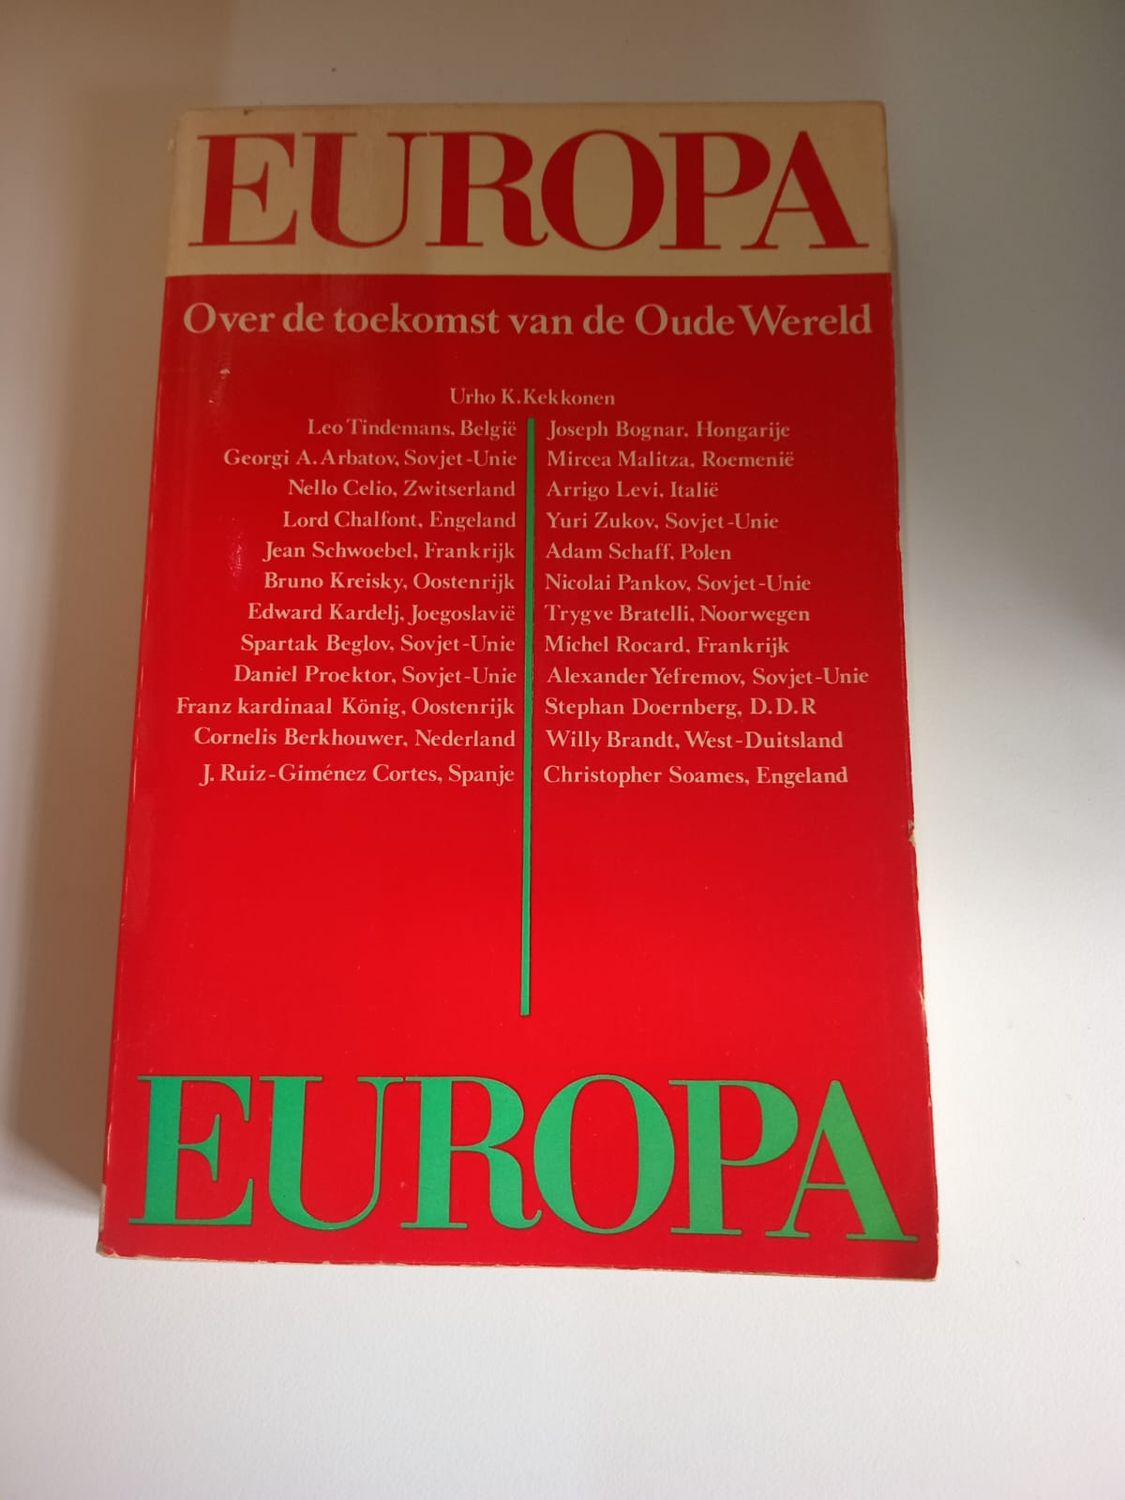 EUROPA
Over de toekomst van de Oude Wereld
Urho K. Kekkonen
Leo Tindemans, België
Georgi A. Arbatov, Sovjet-Unie
Nello Celio, Zwitserland
Lord Chalfont, Engeland
Jean Schwoebel, Frankrijk
Bruno Kreisky, Oostenrijk
Edward Kardelj, Joegoslavië
Spartak Beglov, Sovjet-Unie
Daniel Proektor, Sovjet-Unie
Franz kardinaal König, Oostenrijk
Cornelis Berkhouwer, Nederland
J. Ruiz-Giménez Cortes, Spanje
Joseph Bognar, Hongarije
Mircea Malitza, Roemenië
Arrigo Levi, Italië
Yuri Zukov, Sovjet-Unie
Adam Schaff, Polen
Nicolai Pankov, Sovjet-Unie
Trygve Bratelli, Noorwegen
Michel Rocard, Frankrijk
Alexander Yefremov, Sovjet-Unie
Stephan Doernberg, D.D.R
Willy Brandt, West-Duitsland
Christopher Soames, Engeland
EUROPA